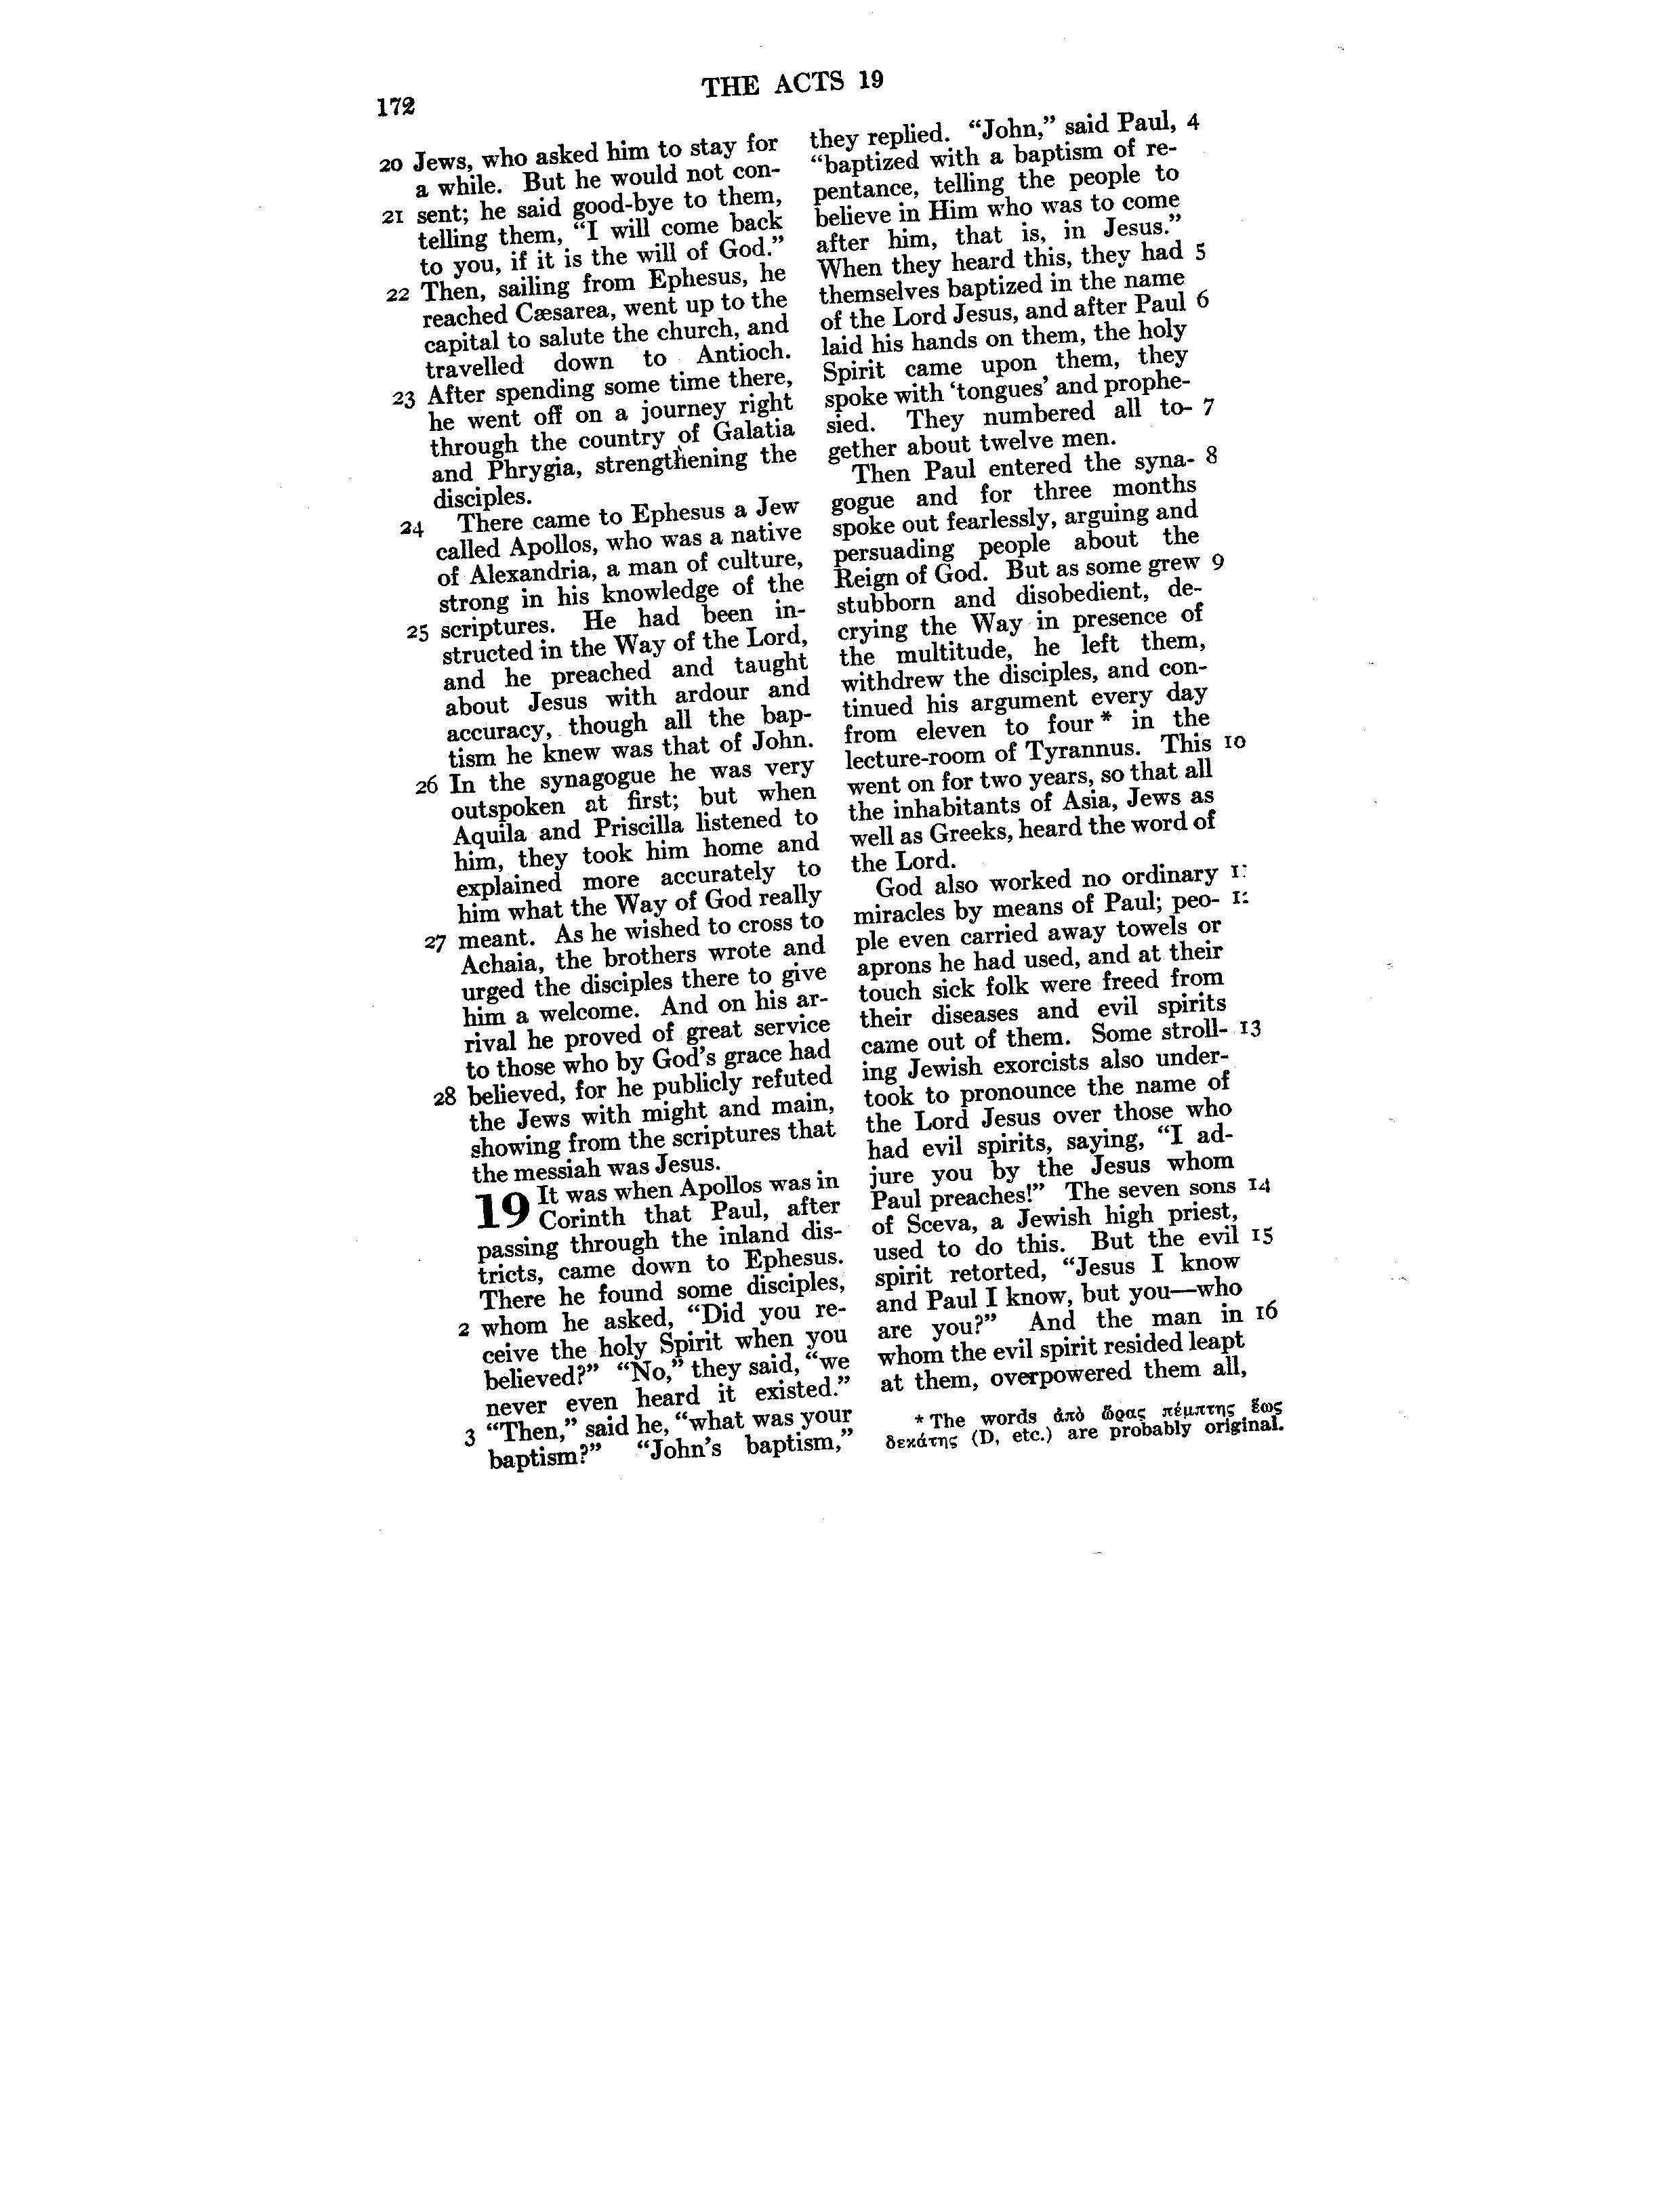 172
THE ACTS 19
20 Jews, who asked him to stay for
a while. But he would not con-
21 sent; he said good-bye to them,
telling them, “I will come back
to you, if it is the will of God.”
22 Then, sailing from Ephesus, he
reached Cæsarea, went up to the
capital to salute the church, and
travelled down to Antioch.
23 After spending some time there,
he went off on a journey right
through the country of Galatia
and Phrygia, strengthening the
disciples.
24 There came to Ephesus a Jew
called Apollos, who was a native
of Alexandria, a man of culture,
strong in his knowledge of the
25 scriptures. He had been in-
structed in the Way of the Lord,
and he preached and taught
about Jesus with ardour and
accuracy, though all the bap-
tism he knew was that of John.
26 In the synagogue he was very
outspoken at first; but when
Aquila and Priscilla listened to
him, they took him home and
explained more accurately to
him what the Way of God really
27 meant. As he wished to cross to
Achaia, the brothers wrote and
urged the disciples there to give
him a welcome. And on his ar-
rival he proved of great service
to those who by God’s grace had
28 believed, for he publicly refuted
the Jews with might and main,
showing from the scriptures that
the messiah was Jesus.
19 It was when Apollos was in
Corinth that Paul, after
passing through the inland dis-
tricts, came down to Ephesus.
There he found some disciples,
2 whom he asked, “Did you re-
ceive the holy Spirit when you
believed?” “No,” they said, “we
never even heard it existed.”
3 “Then,” said he, “what was your
baptism?” “John’s baptism,”
they replied. “John,” said Paul, 4
“baptized with a baptism of re-
pentance, telling the people to
believe in Him who was to come
after him, that is, in Jesus.”
When they heard this, they had 5
themselves baptized in the name
of the Lord Jesus, and after Paul 6
laid his hands on them, the holy
Spirit came upon them, they
spoke with ‘tongues’ and prophe-
sied. They numbered all to- 7
gether about twelve men.
Then Paul entered the syna- 8
gogue and for three months
spoke out fearlessly, arguing and
persuading people about the
Reign of God. But as some grew 9
stubborn and disobedient, de-
crying the Way in presence of
the multitude, he left them,
withdrew the disciples, and con-
tinued his argument every day
from eleven to four * in the
lecture-room of Tyrannus. This 10
went on for two years, so that all
the inhabitants of Asia, Jews as
well as Greeks, heard the word of
the Lord.
God also worked no ordinary
miracles by means of Paul; peo-
ple even carried away towels or
aprons he had used, and at their
touch sick folk were freed from
their diseases and evil spirits
came out of them. Some stroll- 13
ing Jewish exorcists also under-
took to pronounce the name of
the Lord Jesus over those who
had evil spirits, saying, “I ad-
jure you by the Jesus whom
Paul preaches!” The seven sons 14
of Sceva, a Jewish high priest,
used to do this. But the evil 15
spirit retorted, “Jesus I know
and Paul I know, but you—who
are you?” And the man in 16
whom the evil spirit resided leapt
at them, overpowered them all,
* The words ἀπὸ ὥρας πέμπτης ἕως
δεκάτης (D, etc.) are probably original.